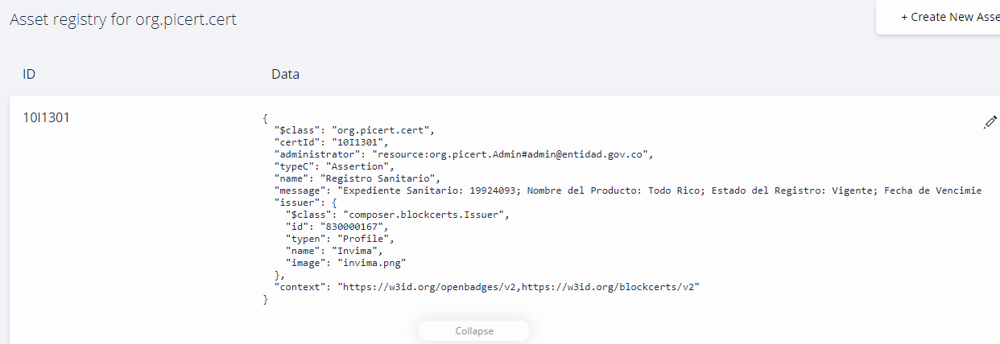 Asset registry for org.picert.cert
+ Create New Asse
ID Data
10I1301
{
"$class": "org.picert.cert",
"certId": "10I1301",
"administrator": "resource:org.picert.Admin#admin@entidad.gov.co",
"typeC": "Assertion",
"name": "Registro Sanitario",
"message": "Expediente Sanitario: 19924093; Nombre del Producto: Todo Rico; Estado del Registro: Vigente; Fecha de Vencimie
"issuer": {
"$class": "composer.blockcerts.Issuer",
"id": "830000167",
"typen": "Profile",
"name": "Invima",
"image": "invima.png"
},
"context": "https://w3id.org/openbadges/v2,https://w3id.org/blockcerts/v2"
}
Collapse